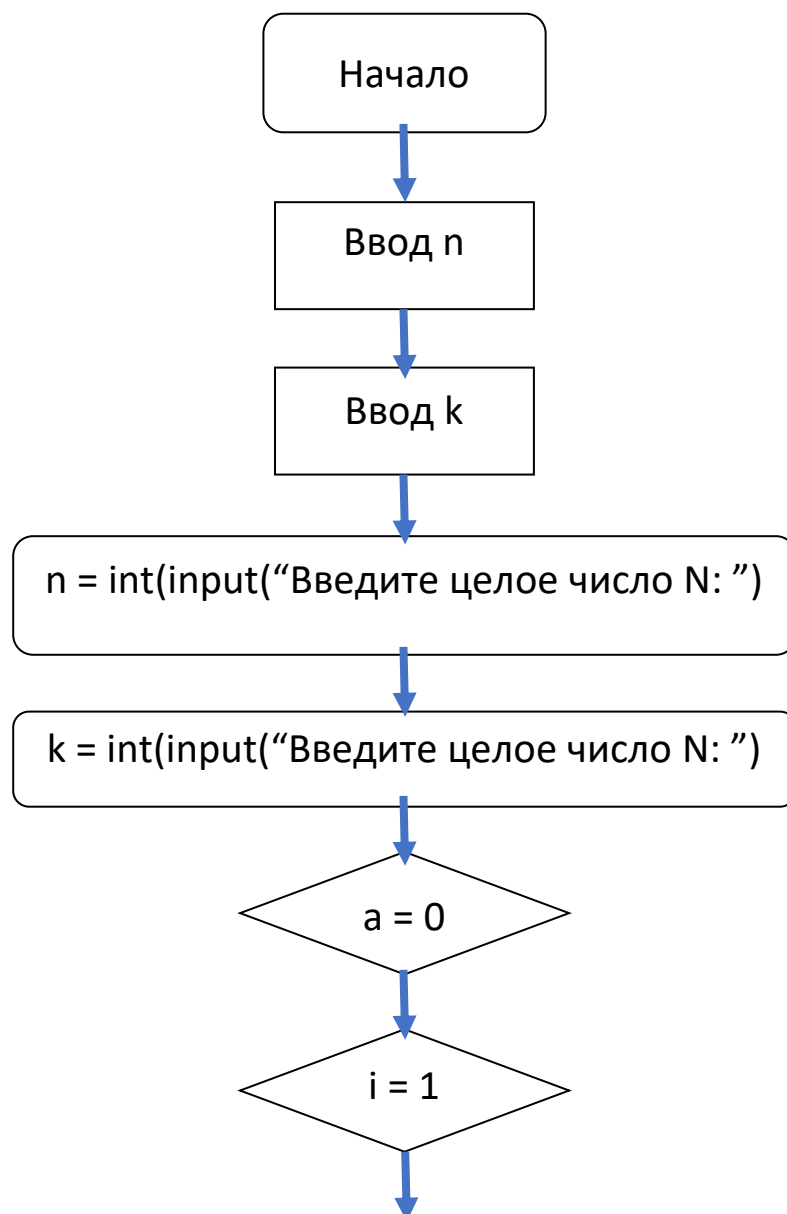 Начало
Ввод n
Ввод k
n = int(input(“Введите целое число N: ”)
k = int(input(“Введите целое число N: ”)
a = 0
i = 1